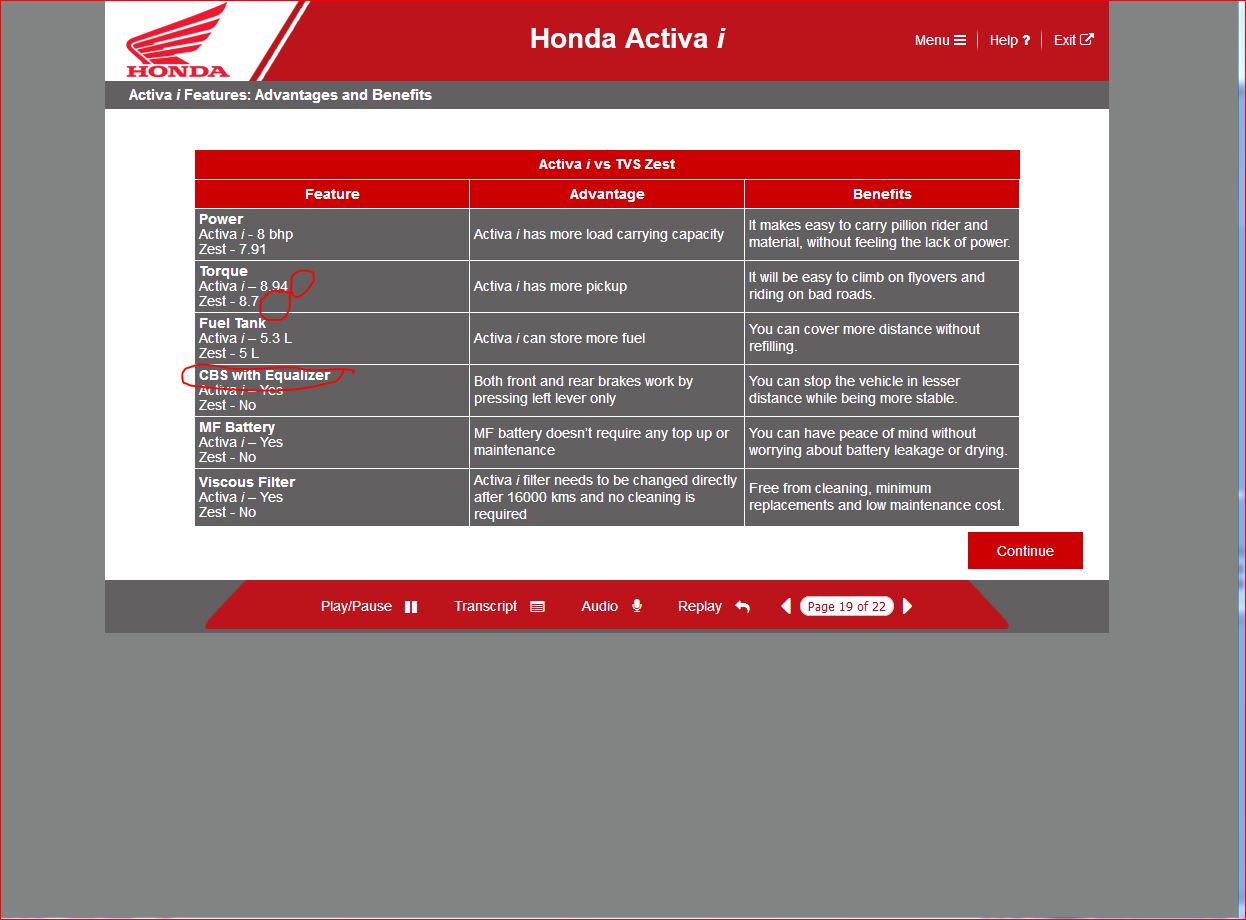 HONDA
Honda Activa i
Menu
Help ?
Exit
Activa i Features: Advantages and Benefits
Activa i vs TVS Zest
Feature
Advantage
Benefits
Power
Activa i - 8 bhp
Zest - 7.91
Activa i has more load carrying capacity
It makes easy to carry pillion rider and
material, without feeling the lack of power.
Torque
Activa i – 8.94
Zest - 8.7
Activa i has more pickup
It will be easy to climb on flyovers and
riding on bad roads.
Fuel Tank
Activa i – 5.3 L
Zest - 5 L
Activa i can store more fuel
You can cover more distance without
refilling.
CBS with Equalizer
Activa i – Yes
Zest - No
Both front and rear brakes work by
pressing left lever only
You can stop the vehicle in lesser
distance while being more stable.
MF Battery
Activa i – Yes
Zest - No
MF battery doesn't require any top up or
maintenance
You can have peace of mind without
worrying about battery leakage or drying.
Viscous Filter
Activa i – Yes
Zest - No
Activa i filter needs to be changed directly
after 16000 kms and no cleaning is
required
Free from cleaning, minimum
replacements and low maintenance cost.
Continue
Play/Pause
Transcript
Audio
Replay
Page 19 of 22